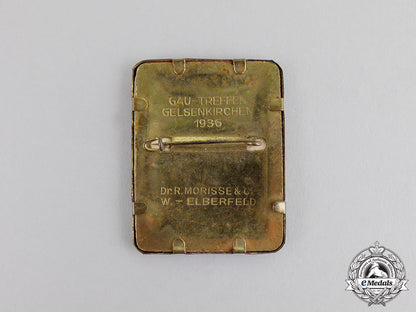 GAU-TREFFEN
GELSENKIRCHEN
1936
Dr. R. MORISSE & Co.
W. - ELBERFELD
eMedals